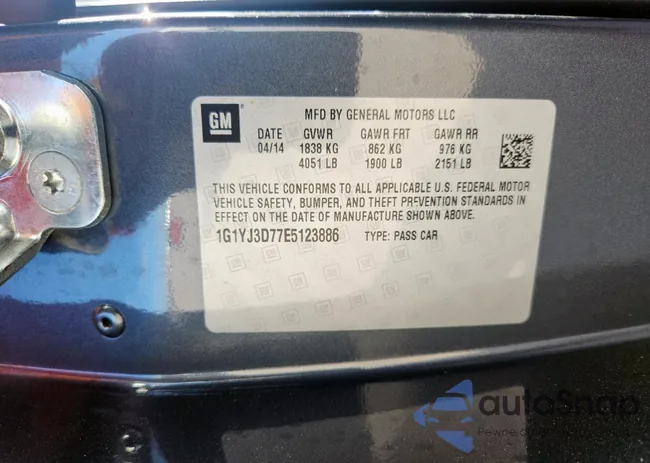 GM
MFD BY GENERAL MOTORS LLC
DATE GVWR GAWR FRT GAWR RR
04/14 1838 KG 862 KG 976 KG
4051 LB 1900 LB 2151 LB
THIS VEHICLE CONFORMS TO ALL APPLICABLE U.S. FEDERAL MOTOR
VEHICLE SAFETY, BUMPER, AND THEFT PREVENTION STANDARDS IN
EFFECT ON THE DATE OF MANUFACTURE SHOWN ABOVE.
1G1YJ3D77E5123886 TYPE: PASS CAR
autoSnap